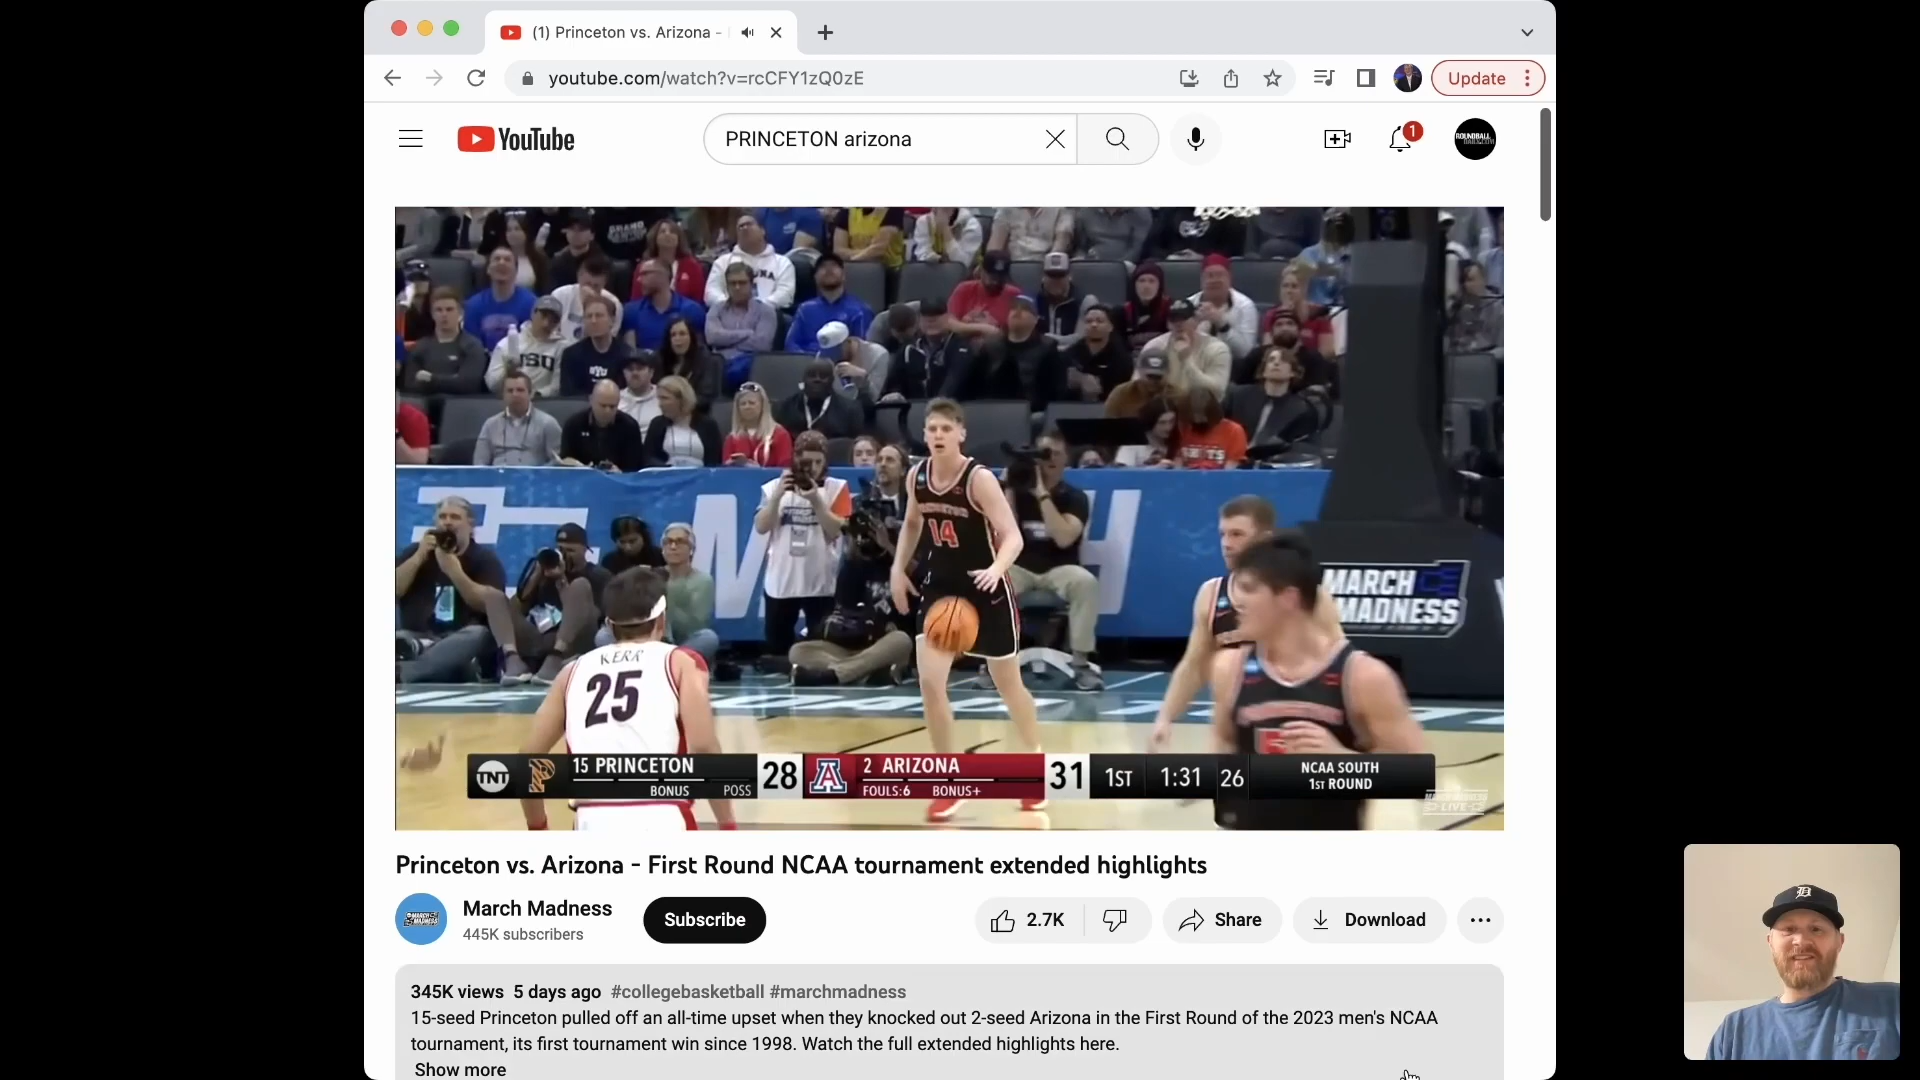 (1) Princeton vs. Arizona -
youtube.com/watch?v=rcCFY1zQ0zE
Update
YouTube
PRINCETON arizona
1
ROUNDBALL
JSU
14
MARCH
MADNESS
KERR
25
TNT
15 PRINCETON
BONUS
POSS
28
2 ARIZONA
FOULS:6
BONUS+
31
1ST
1:31
26
NCAA SOUTH
1ST ROUND
MARCH MADNESS
LIVE
Princeton vs. Arizona - First Round NCAA tournament extended highlights
March Madness
445K subscribers
Subscribe
2.7K
Share
Download
345K views 5 days ago #collegebasketball #marchmadness
15-seed Princeton pulled off an all-time upset when they knocked out 2-seed Arizona in the First Round of the 2023 men's NCAA
tournament, its first tournament win since 1998. Watch the full extended highlights here.
Show more